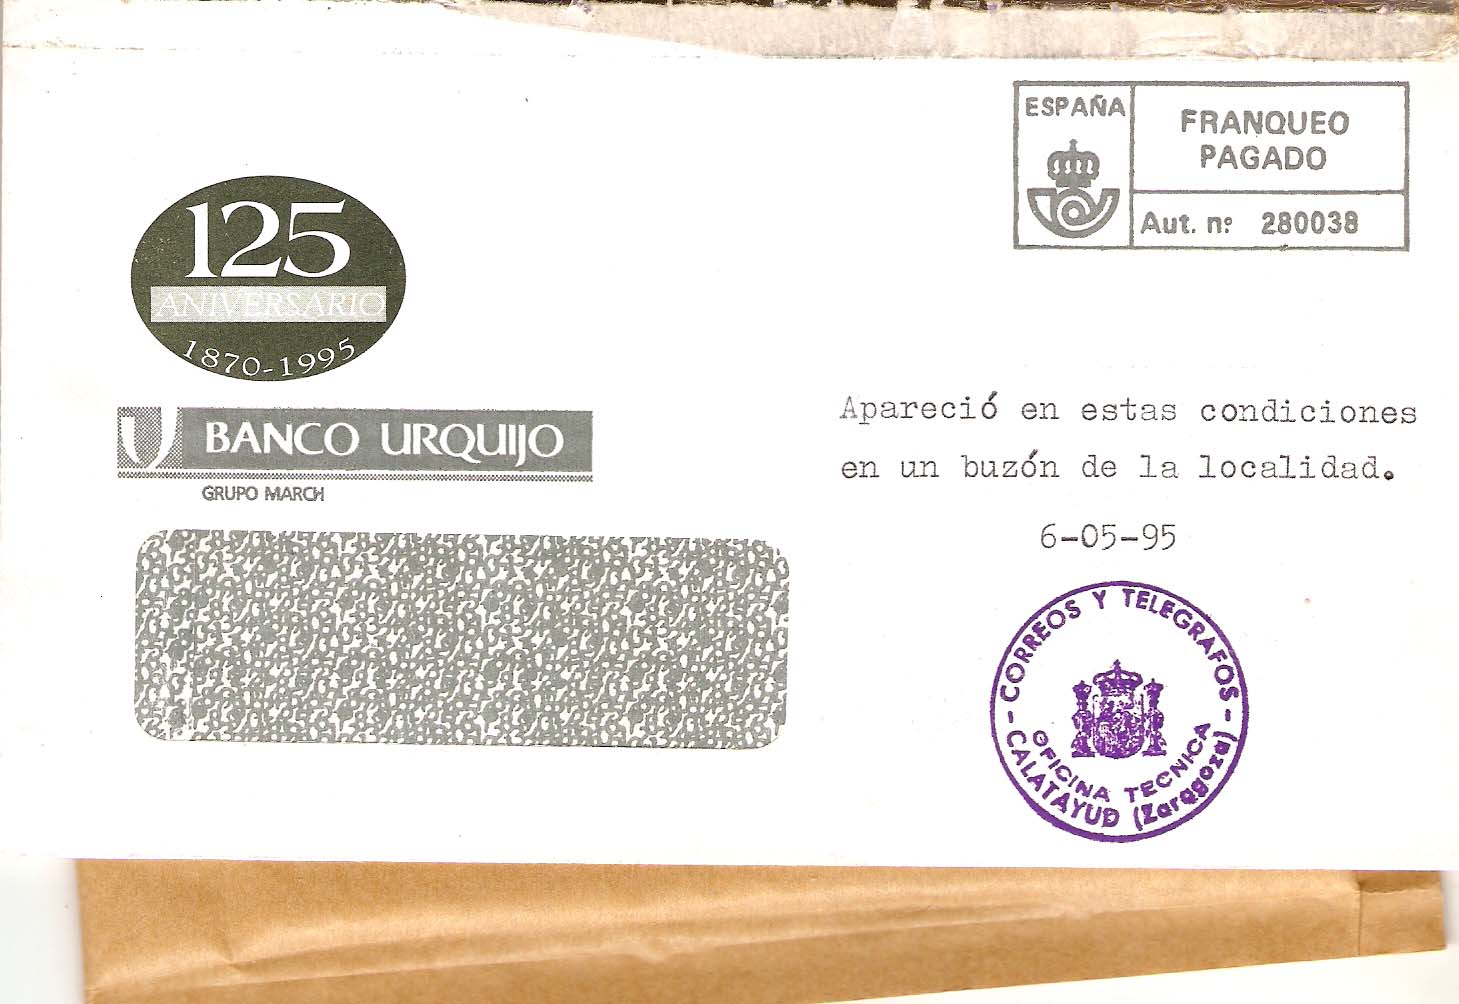 ESPAÑA
FRANQUEO
PAGADO
Aut. nº 280038
125
ANIVERSARIO
1870-1995
BANCO URQUIJO
GRUPO MARCH
Apareció en estas condiciones
en un buzón de la localidad.
6-05-95
- CORREOS Y TELEGRAFOS -
OFICINA TECNICA
CALATAYUD (Zaragoza)